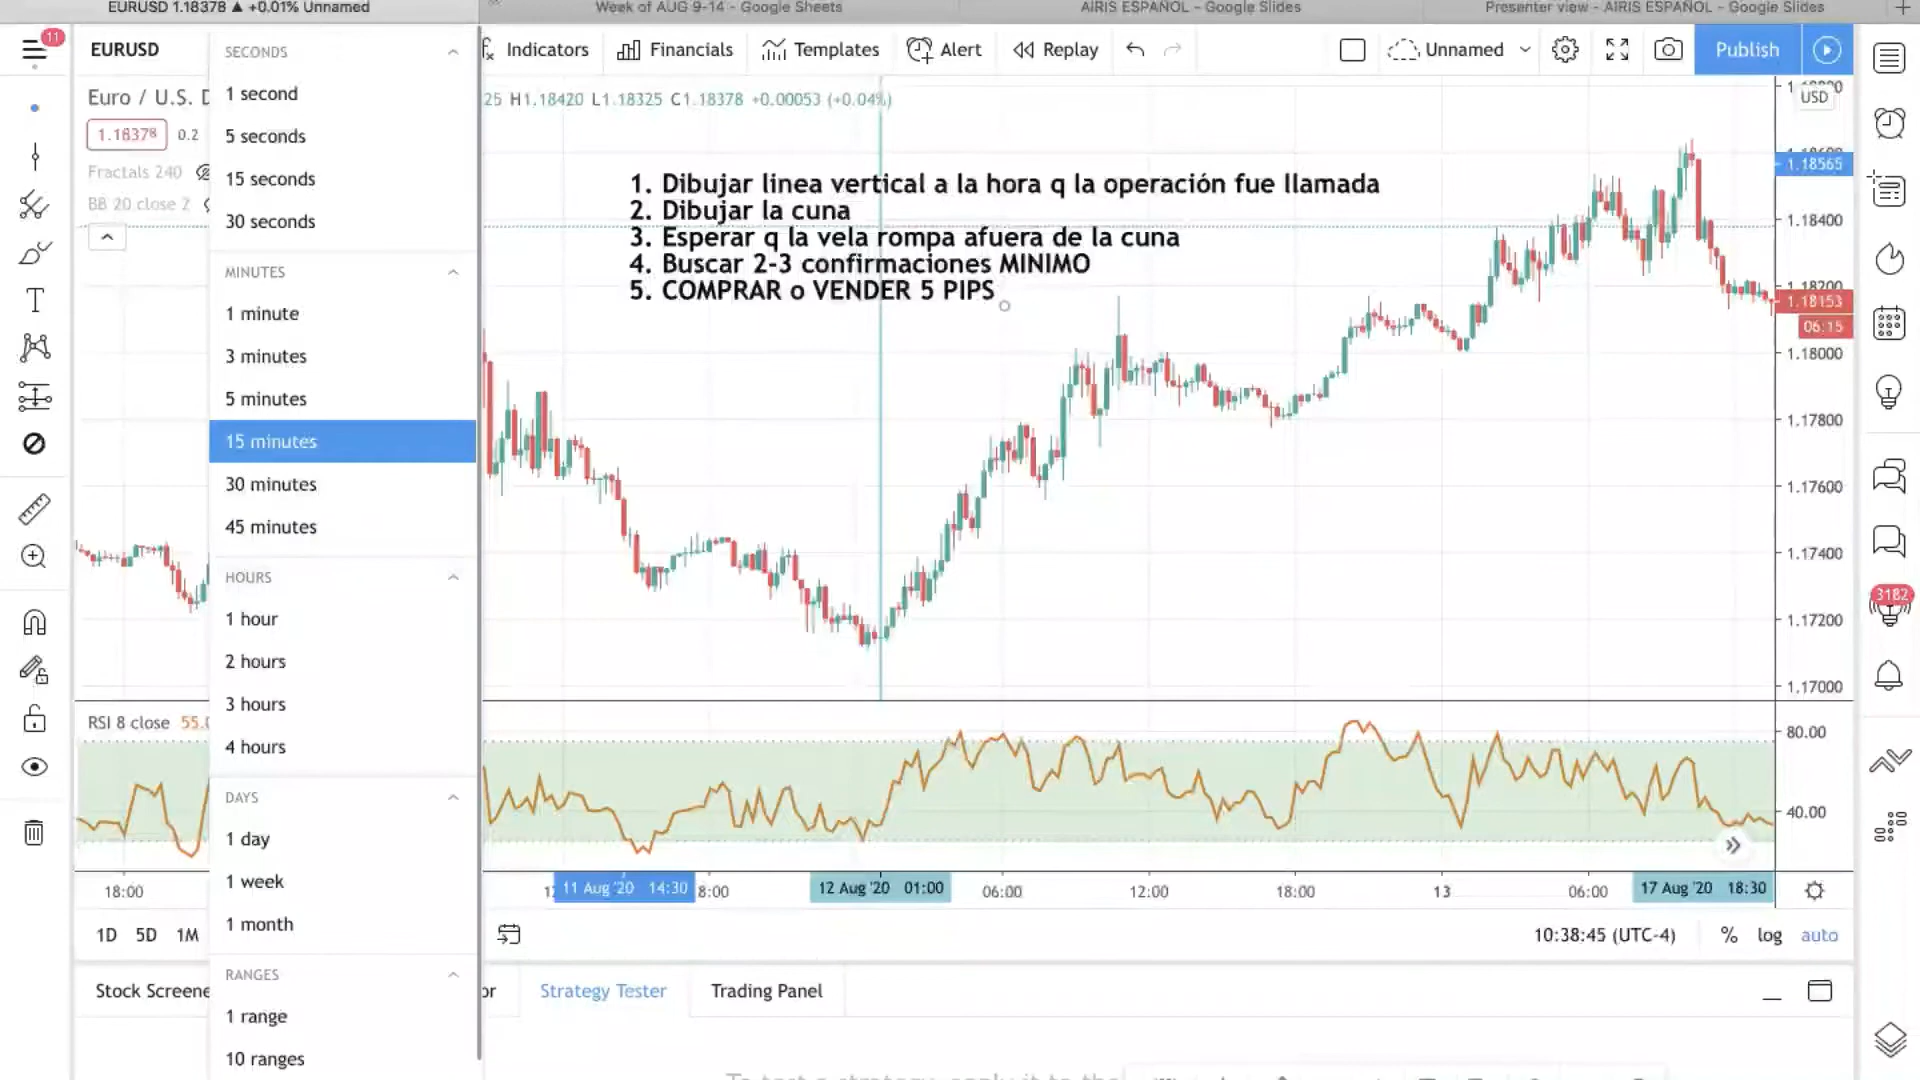 EURUSD 1.18378 ▲ +0.01% Unnamed
Week of AUG 9-14 - Google Sheets
AIRIS ESPAÑOL - Google Slides
Presenter view - AIRIS ESPAÑOL - Google Slides
11
EURUSD
Indicators
Financials
Templates
Alert
Replay
Unnamed
Publish
Euro / U.S. D
25 H1.18420 L1.18325 C1.18378 +0.00053 (+0.04%)
1.18378 0.2
Fractals 240
BB 20 close 2
SECONDS
1 second
5 seconds
15 seconds
30 seconds
MINUTES
1 minute
3 minutes
5 minutes
15 minutes
30 minutes
45 minutes
HOURS
1 hour
2 hours
3 hours
4 hours
DAYS
1 day
1 week
1 month
RANGES
1 range
10 ranges
1. Dibujar linea vertical a la hora q la operación fue llamada
2. Dibujar la cuna
3. Esperar q la vela rompa afuera de la cuna
4. Buscar 2-3 confirmaciones MINIMO
5. COMPRAR o VENDER 5 PIPS
USD
1.18565
1.18400
1.18200
1.18153
06:15
1.18000
1.17800
1.17600
1.17400
1.17200
1.17000
3182
RSI 8 close 55.0
80.00
40.00
18:00
11 Aug '20 14:30
8:00
12 Aug '20 01:00
06:00
12:00
18:00
13
06:00
17 Aug '20 18:30
1D 5D 1M
10:38:45 (UTC-4)
% log auto
Stock Screene
or
Strategy Tester
Trading Panel